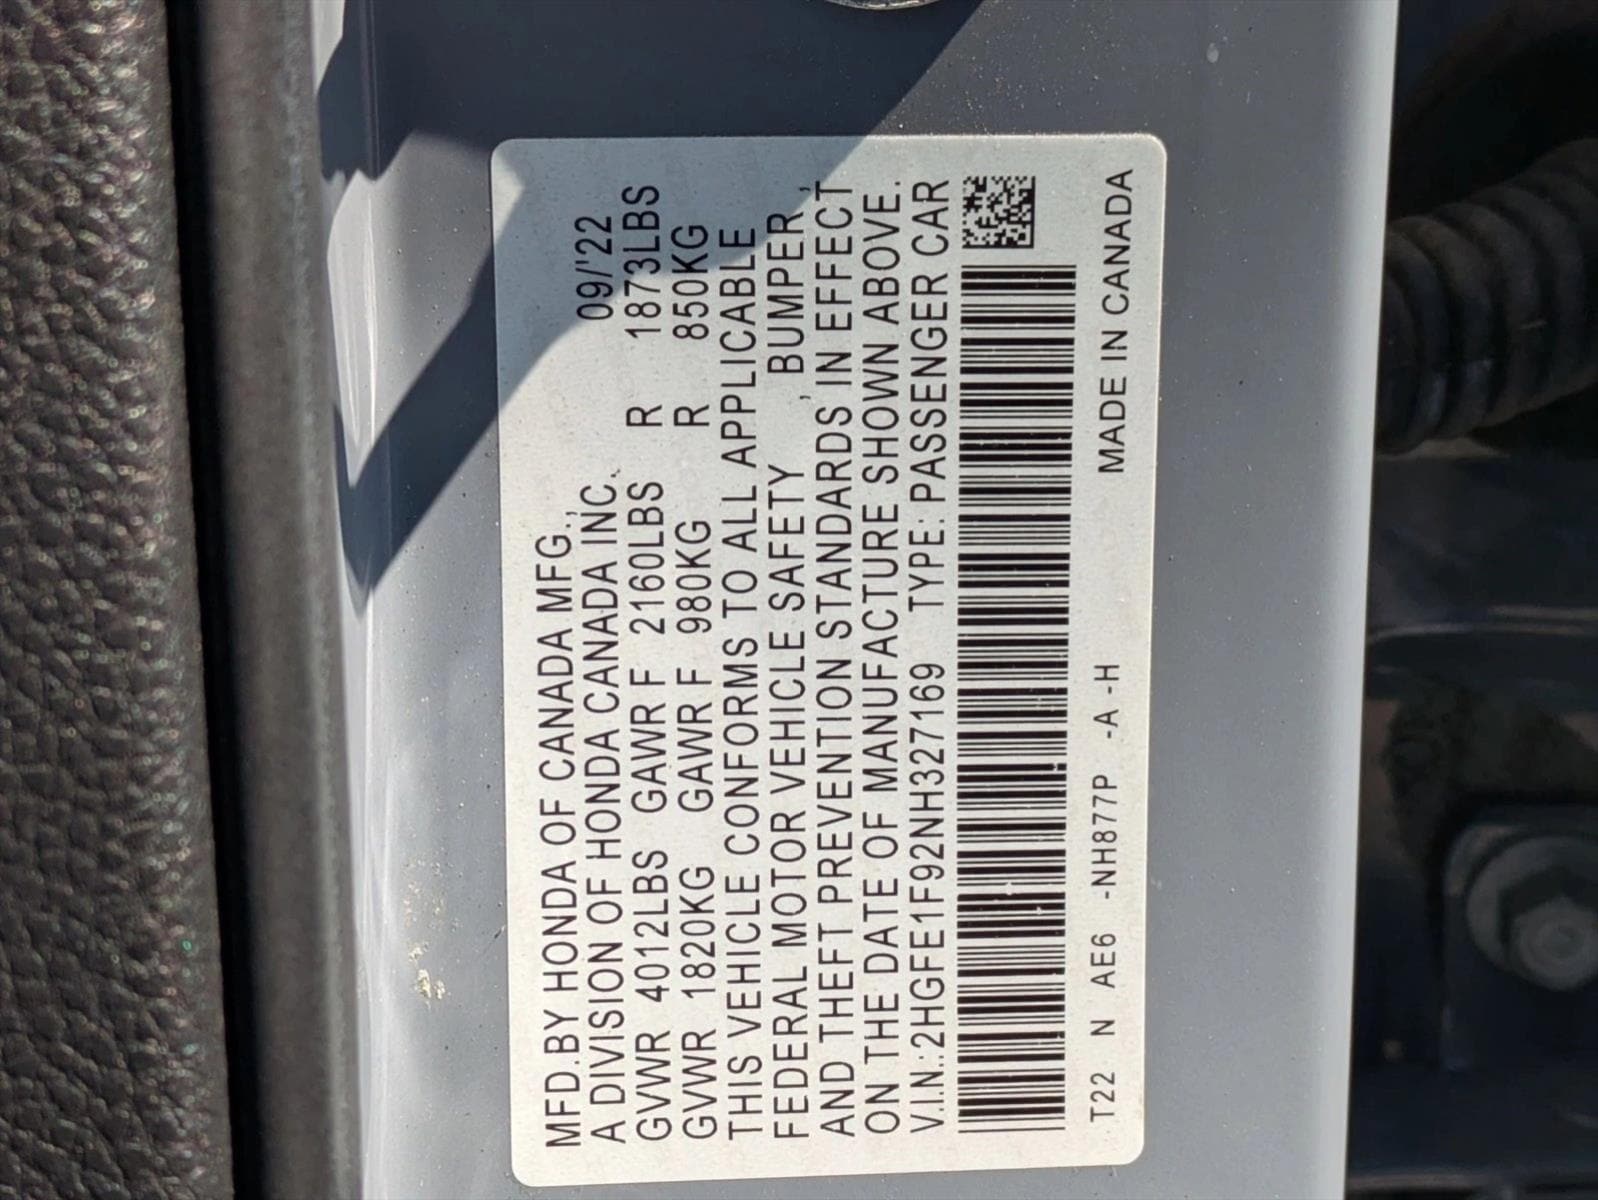 MFD.BY HONDA OF CANADA MFG.,
A DIVISION OF HONDA CANADA INC. 09/'22
GVWR 4012LBS GAWR F 2160LBS R 1873LBS
GVWR 1820KG GAWR F 980KG R 850KG
THIS VEHICLE CONFORMS TO ALL APPLICABLE
FEDERAL MOTOR VEHICLE SAFETY , BUMPER,
AND THEFT PREVENTION STANDARDS IN EFFECT
ON THE DATE OF MANUFACTURE SHOWN ABOVE.
V.I.N.:2HGFE1F92NH327169 TYPE: PASSENGER CAR
T22 N AE6 -NH877P -A -H MADE IN CANADA